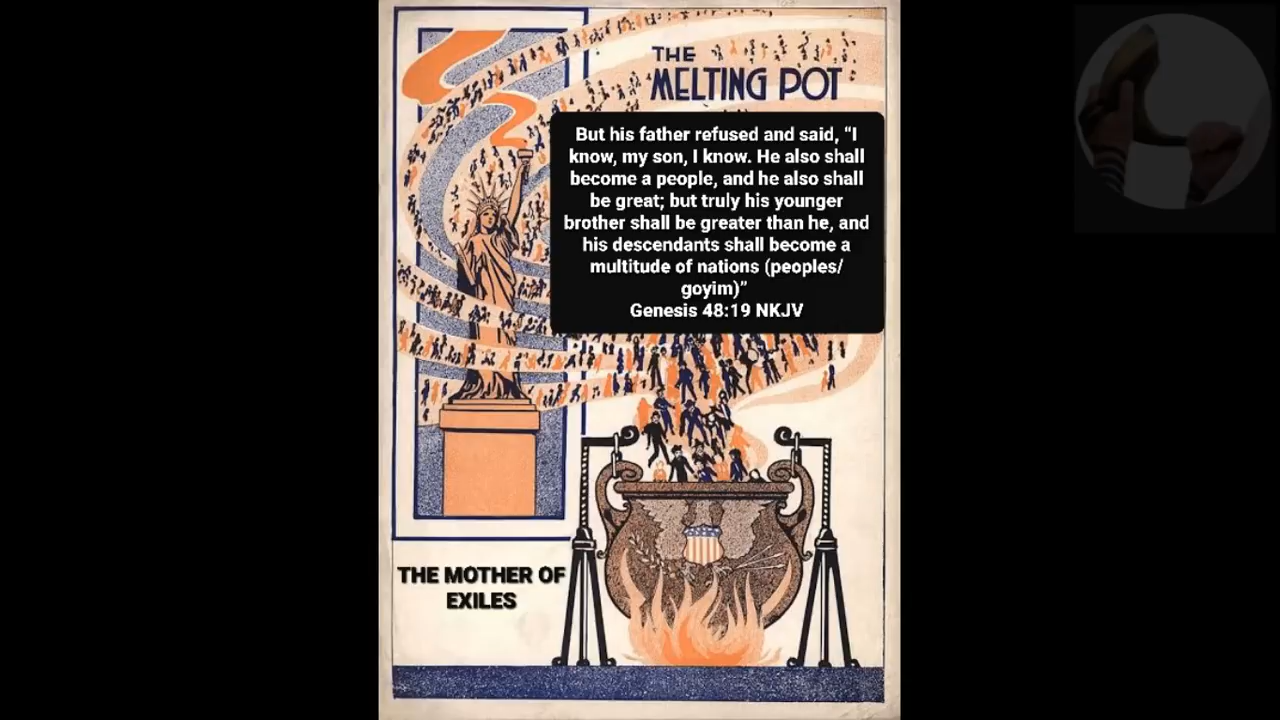 THE
MELTING POT
But his father refused and said, “I
know, my son, I know. He also shall
become a people, and he also shall
be great; but truly his younger
brother shall be greater than he, and
his descendants shall become a
multitude of nations (peoples/
goyim)”
Genesis 48:19 NKJV
THE MOTHER OF
EXILES